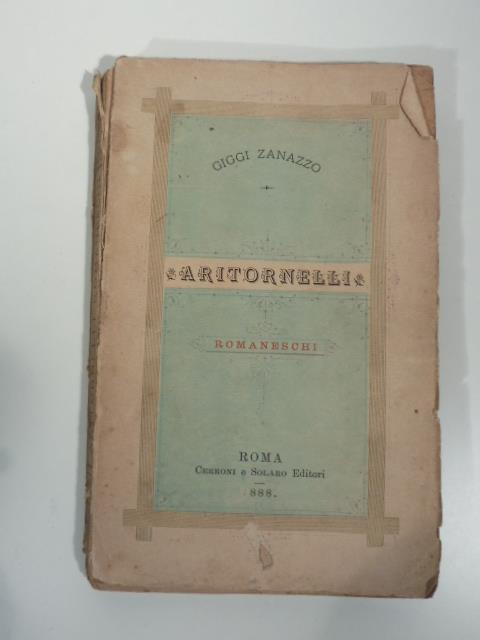 GIGGI ZANAZZO
ARITORNELLI
ROMANESCHI
ROMA
CERRONI e SOLARO Editori
888.